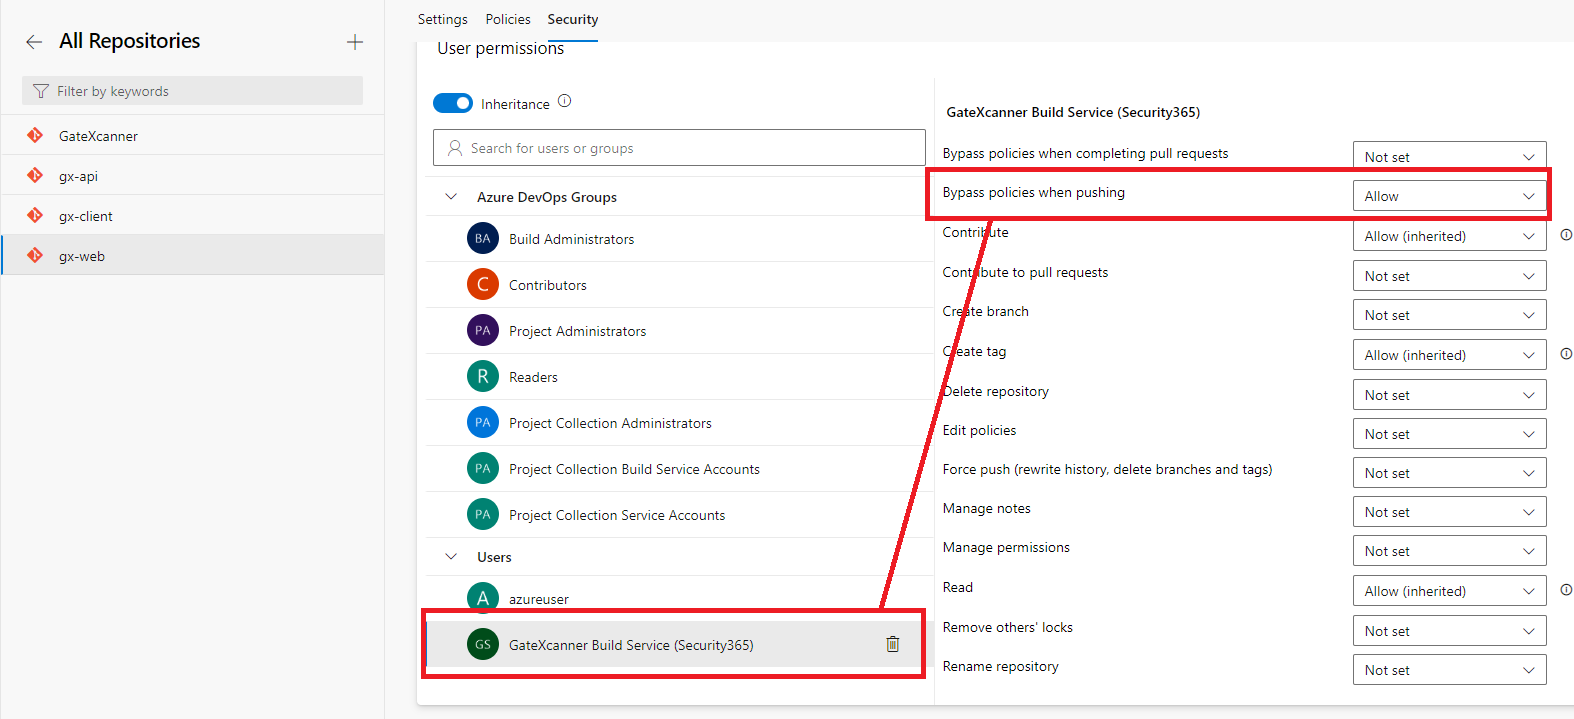 All Repositories
Filter by keywords
GateXcanner
gx-api
gx-client
gx-web
Settings Policies Security
User permissions
Inheritance
Search for users or groups
Azure DevOps Groups
BA Build Administrators
C Contributors
PA Project Administrators
R Readers
PA Project Collection Administrators
PA Project Collection Build Service Accounts
PA Project Collection Service Accounts
Users
A azureuser
GS GateXcanner Build Service (Security365)
GateXcanner Build Service (Security365)
Bypass policies when completing pull requests Not set
Bypass policies when pushing Allow
Contribute Allow (inherited)
Contribute to pull requests Not set
Create branch Not set
Create tag Allow (inherited)
Delete repository Not set
Edit policies Not set
Force push (rewrite history, delete branches and tags) Not set
Manage notes Not set
Manage permissions Not set
Read Allow (inherited)
Remove others' locks Not set
Rename repository Not set